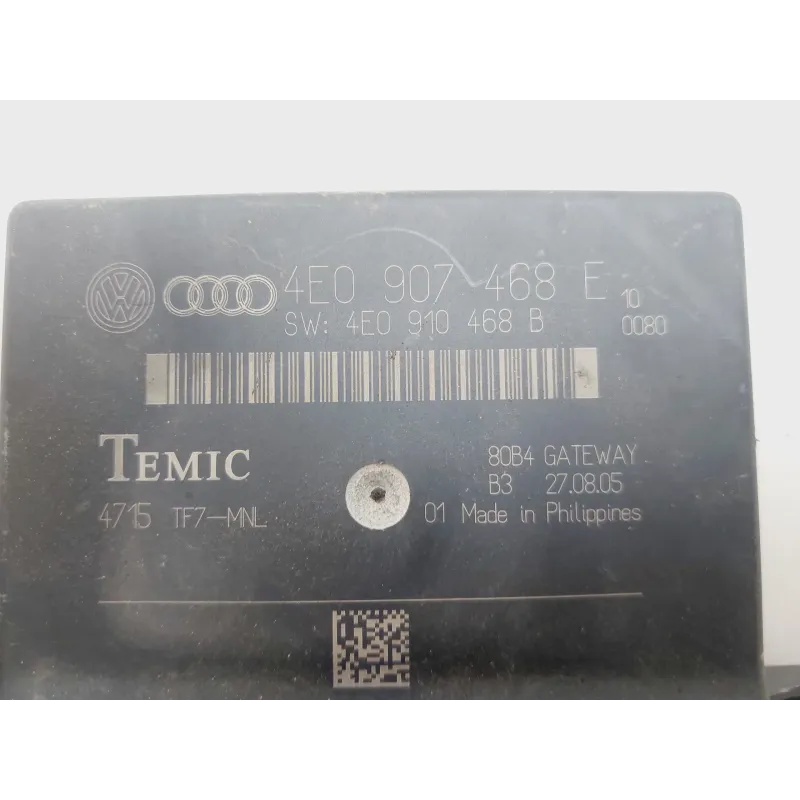 4E0 907 468 E 10
SW: 4E0 910 468 B 0080
TEMIC
80B4 GATEWAY
B3 27.08.05
4715 TF7-MNL
01 Made in Philippines